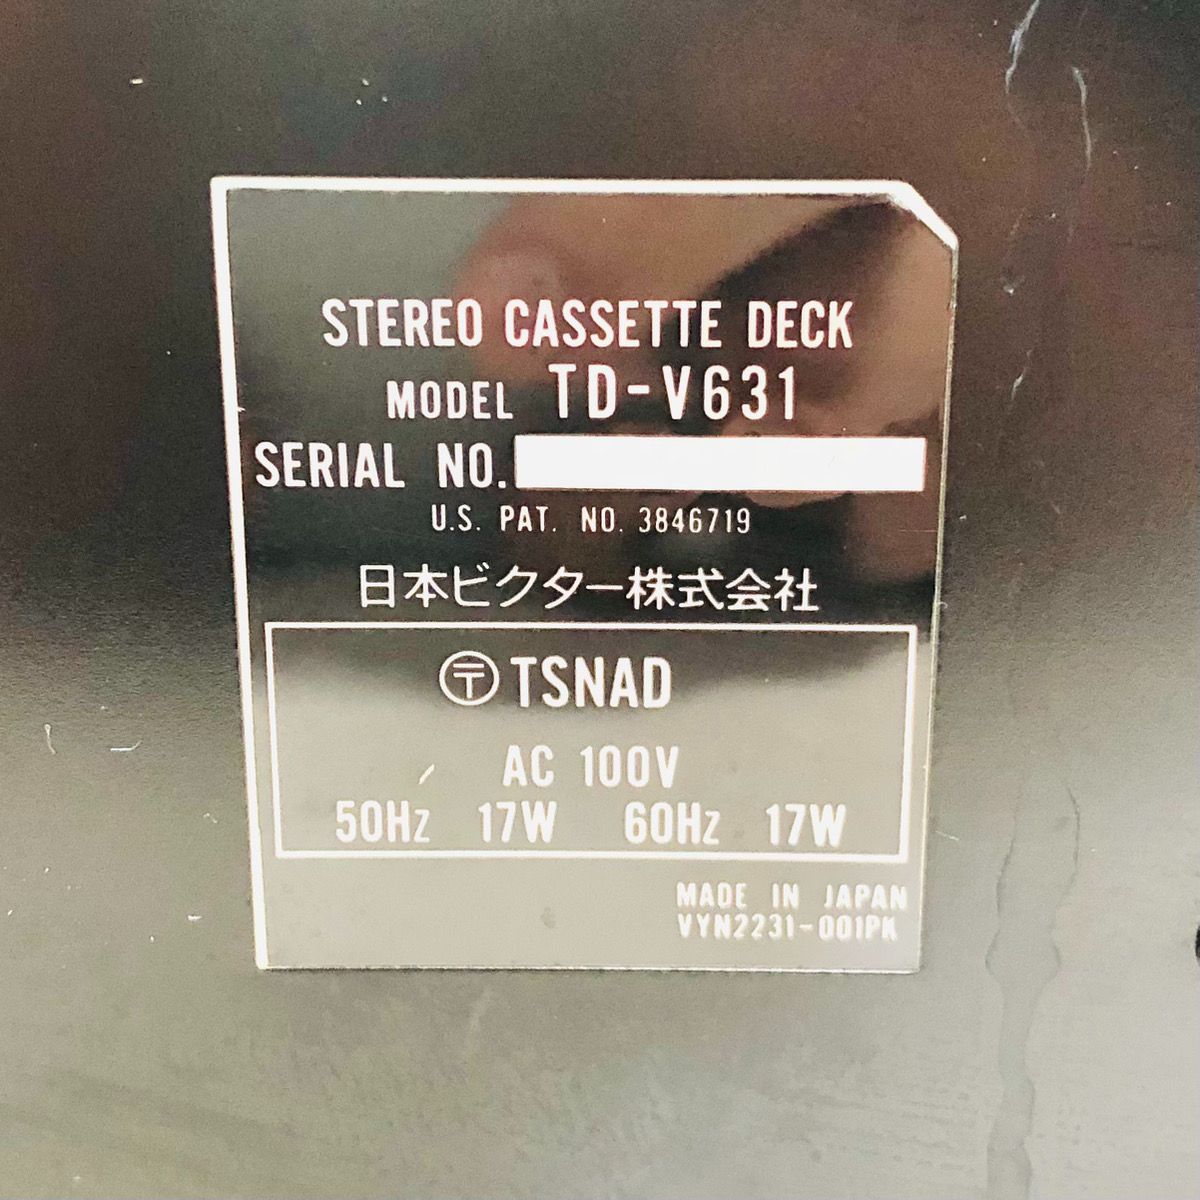 STEREO CASSETTE DECK
MODEL TD-V631
SERIAL NO.
U.S. PAT. NO. 3846719
日本ビクター株式会社
〶TSNAD
AC 100V
50Hz 17W 60Hz 17W
MADE IN JAPAN
VYN2231-001PK